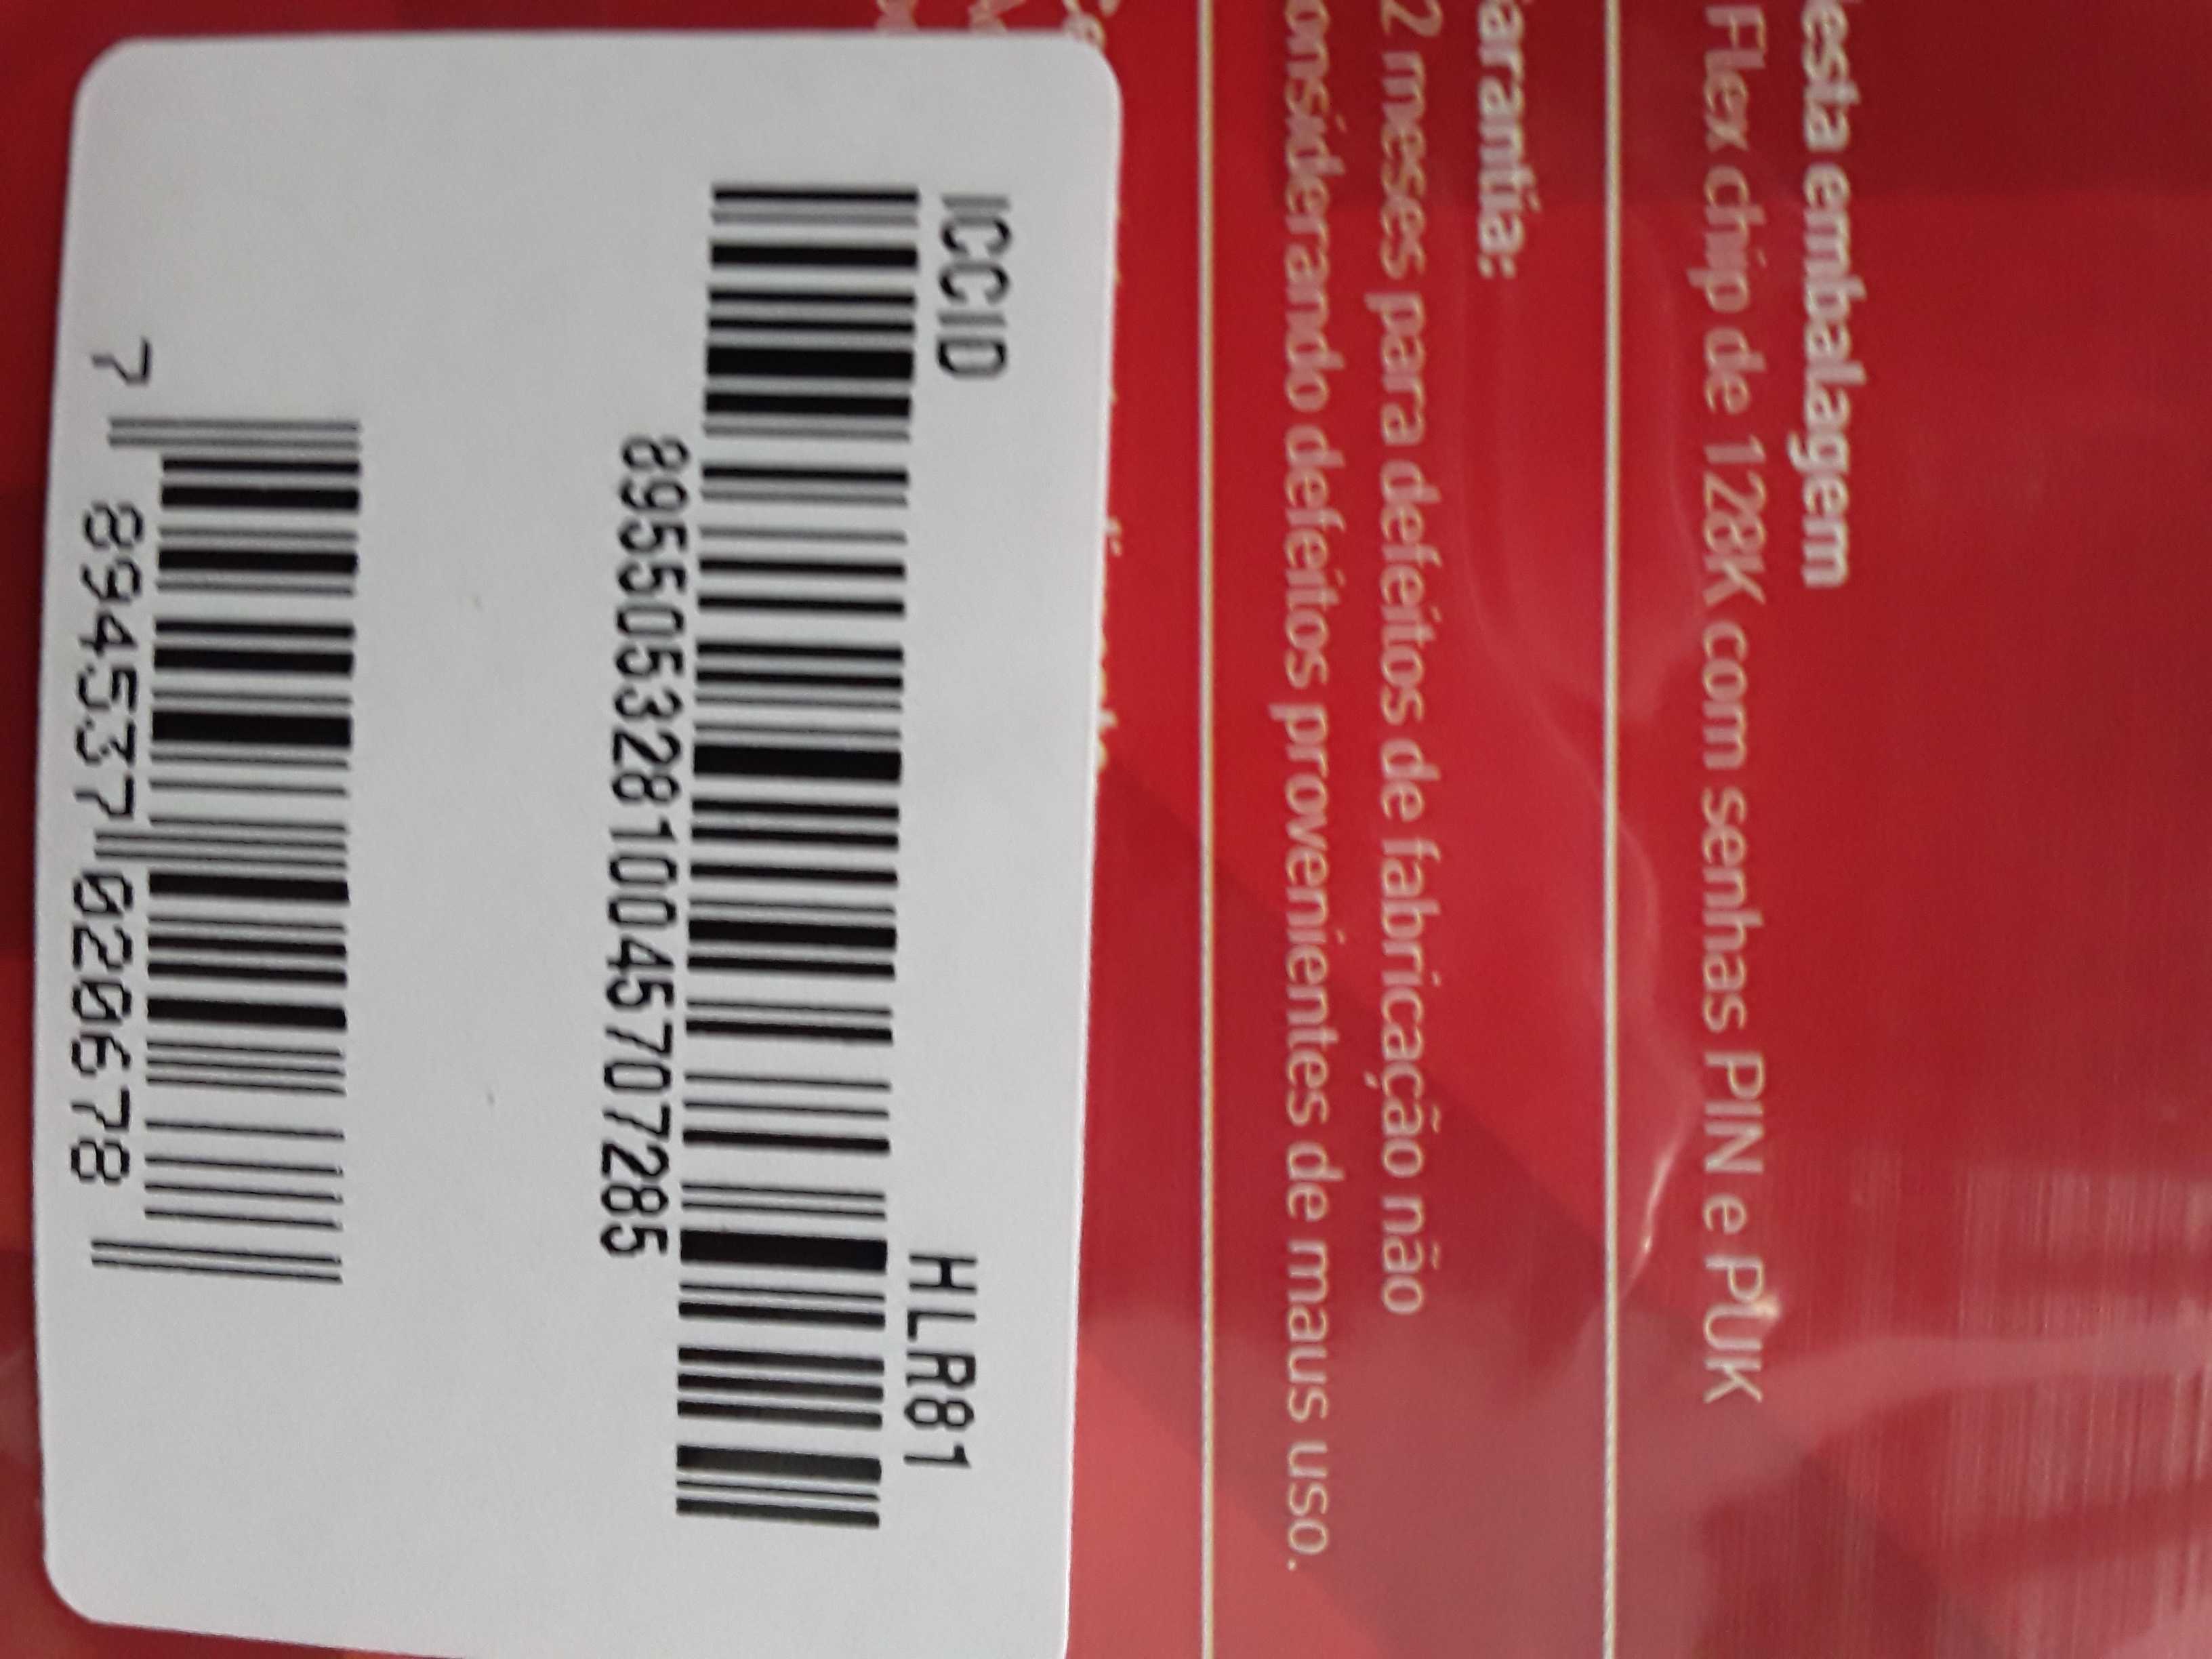 esta embalagem
Flex chip de 128K com senhas PIN e PUK
arantia:
2 meses para defeitos de fabricação não
onsiderando defeitos provenientes de maus uso.
ICCID HLR81
89550532810045707285
7 894537 020678